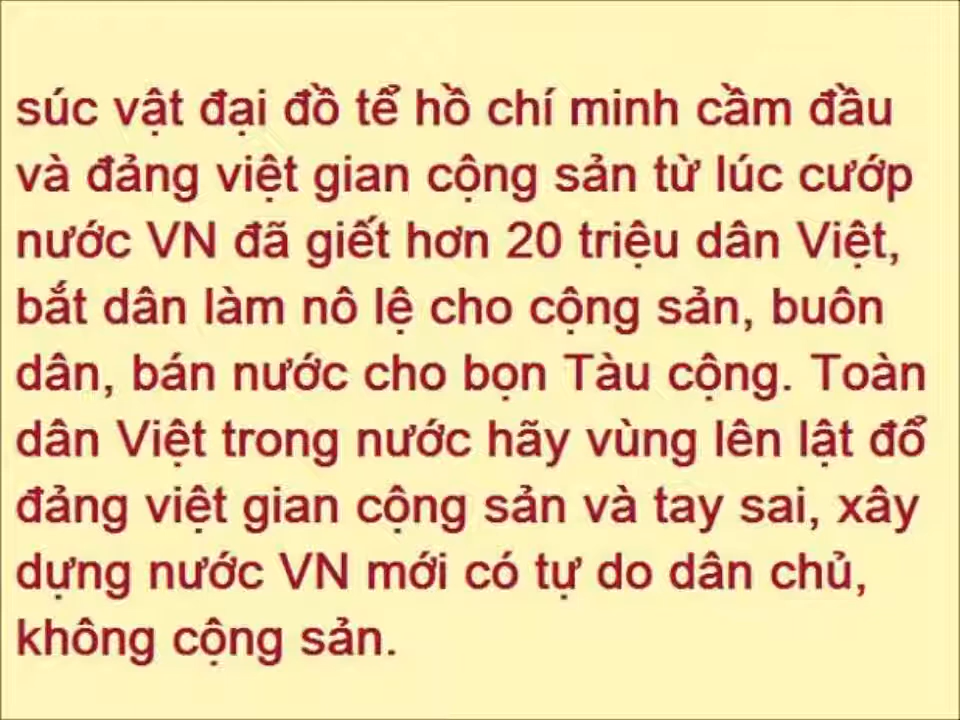 súc vật đại đồ tể hồ chí minh cầm đầu
và đảng việt gian cộng sản từ lúc cướp
nước VN đã giết hơn 20 triệu dân Việt,
bắt dân làm nô lệ cho cộng sản, buôn
dân, bán nước cho bọn Tàu cộng. Toàn
dân Việt trong nước hãy vùng lên lật đổ
đảng việt gian cộng sản và tay sai, xây
dựng nước VN mới có tự do dân chủ,
không cộng sản.